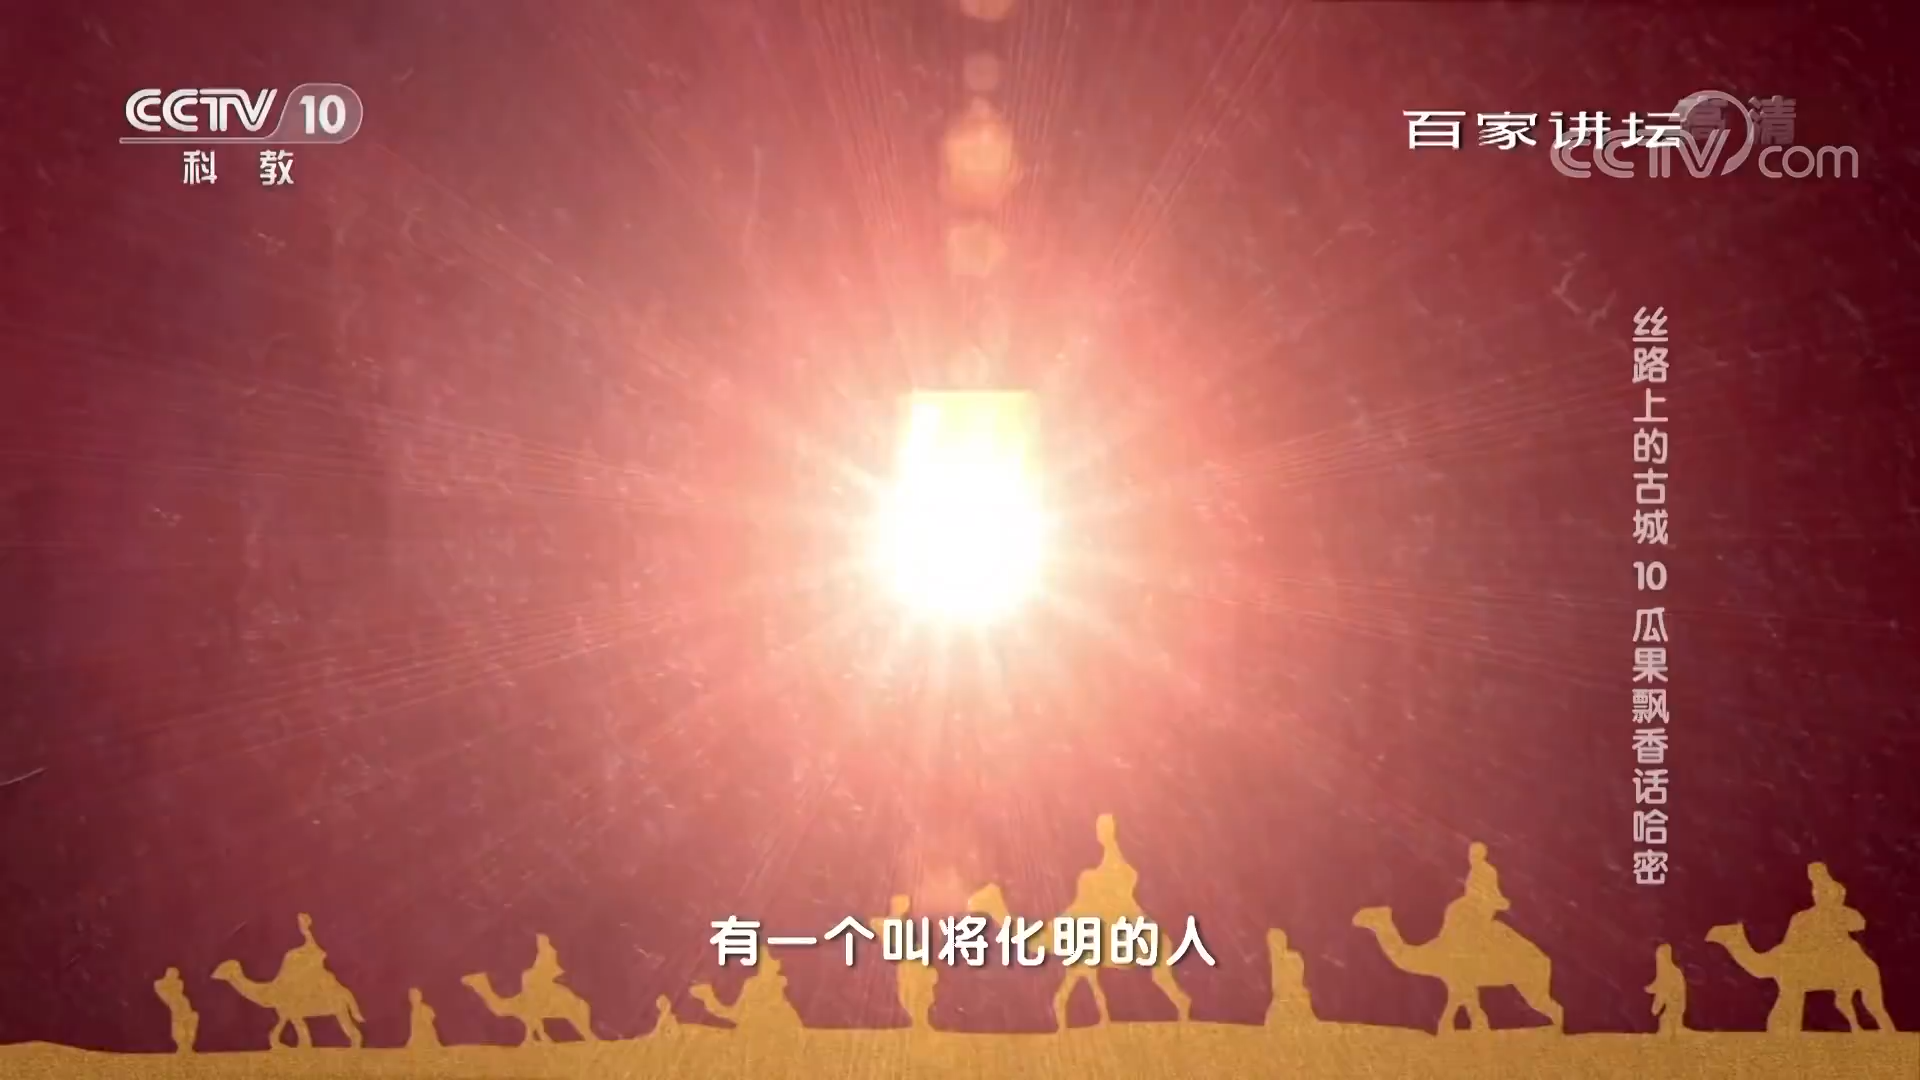 CCTV 10
科 教
百家讲坛
高清
CCTV com
丝路上的古城 10 瓜果飘香话哈密
有一个叫将化明的人